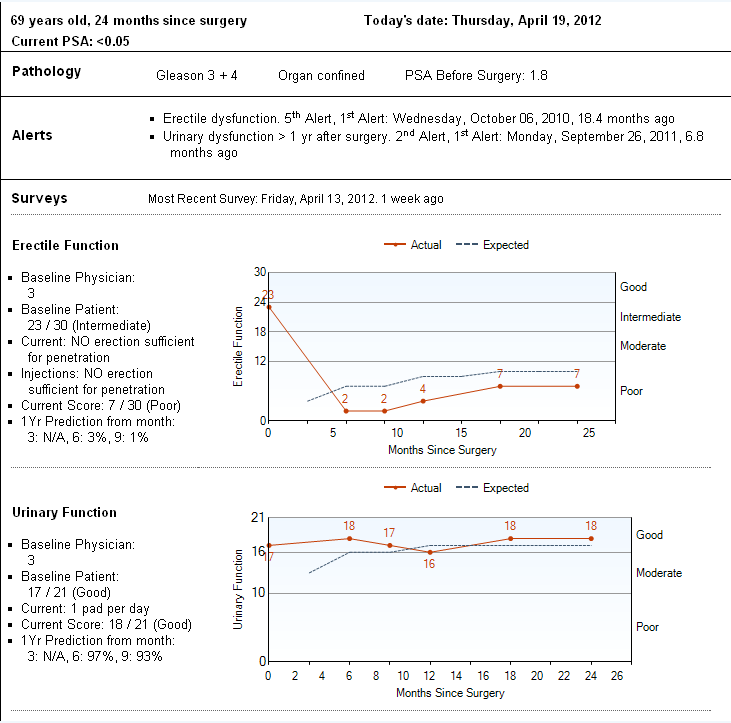 69 years old, 24 months since surgery Today's date: Thursday, April 19, 2012
Current PSA: <0.05
Pathology Gleason 3 + 4 Organ confined PSA Before Surgery: 1.8
Alerts
▪ Erectile dysfunction. 5th Alert, 1st Alert: Wednesday, October 06, 2010, 18.4 months ago
▪ Urinary dysfunction > 1 yr after surgery. 2nd Alert, 1st Alert: Monday, September 26, 2011, 6.8
months ago
Surveys Most Recent Survey: Friday, April 13, 2012. 1 week ago
Erectile Function
▪ Baseline Physician:
3
▪ Baseline Patient:
23 / 30 (Intermediate)
▪ Current: NO erection sufficient
for penetration
▪ Injections: NO erection
sufficient for penetration
▪ Current Score: 7 / 30 (Poor)
▪ 1Yr Prediction from month:
3: N/A, 6: 3%, 9: 1%
Actual Expected
Erectile Function
30
24
18
12
0
23
2
2
4
7
7
Good
Intermediate
Moderate
Poor
0 5 10 15 20 25
Months Since Surgery
Urinary Function
▪ Baseline Physician:
3
▪ Baseline Patient:
17 / 21 (Good)
▪ Current: 1 pad per day
▪ Current Score: 18 / 21 (Good)
▪ 1Yr Prediction from month:
3: N/A, 6: 97%, 9: 93%
Actual Expected
Urinary Function
21
16
10
0
17
18
17
16
18
18
Good
Moderate
Poor
0 2 4 6 8 10 12 14 16 18 20 22 24 26
Months Since Surgery